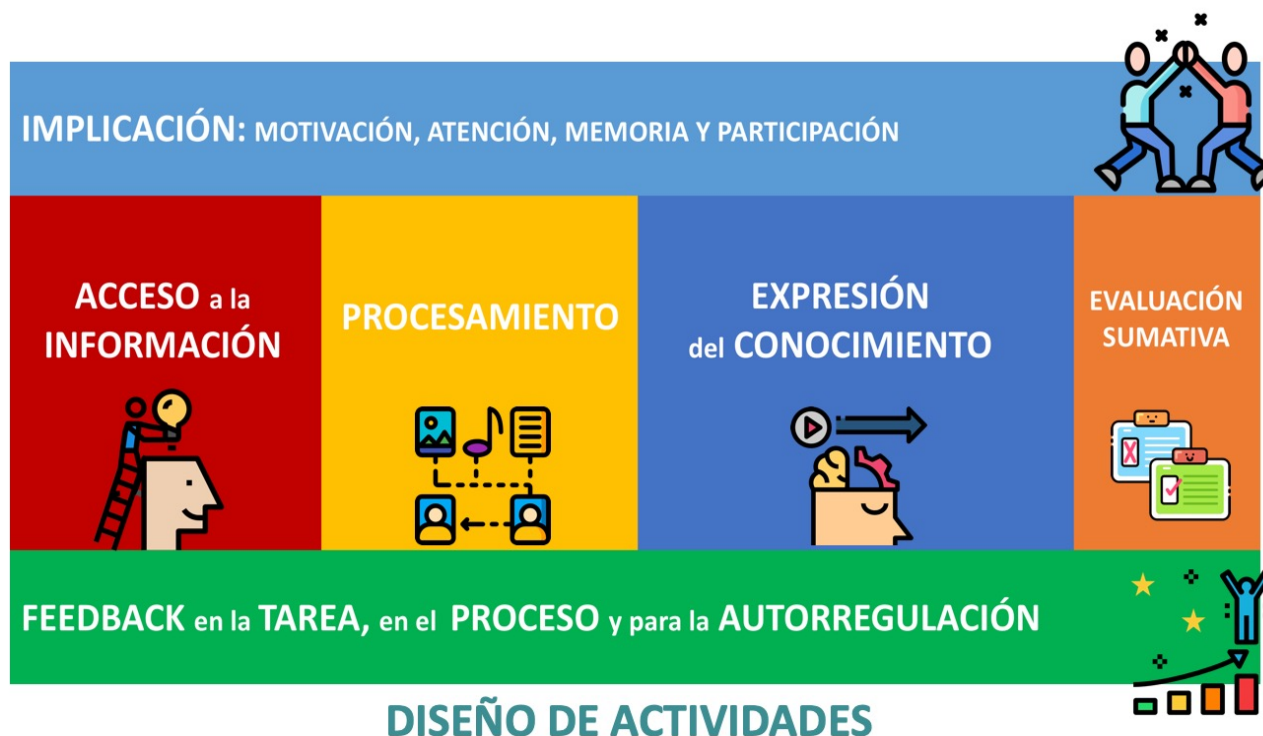 IMPLICACIÓN: MOTIVACIÓN, ATENCIÓN, MEMORIA Y PARTICIPACIÓN
ACCESO a la
INFORMACIÓN
PROCESAMIENTO
EXPRESIÓN
del CONOCIMIENTO
EVALUACIÓN
SUMATIVA
FEEDBACK en la TAREA, en el PROCESO y para la AUTORREGULACIÓN
DISEÑO DE ACTIVIDADES